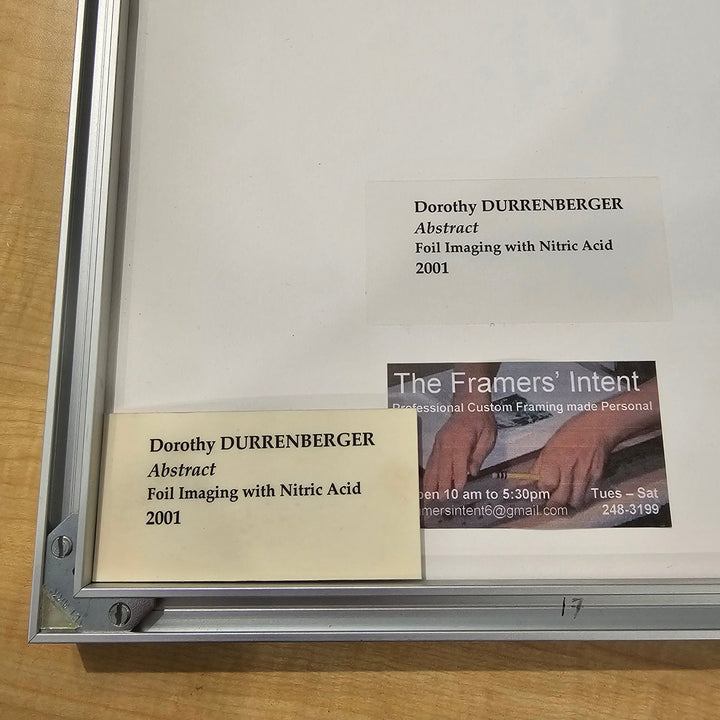 Dorothy DURRENBERGER
Abstract
Foil Imaging with Nitric Acid
2001
The Framers' Intent
Professional Custom Framing made Personal
pen 10 am to 5:30pm
Tues – Sat
mersintent6@gmail.com
248-3199
Dorothy DURRENBERGER
Abstract
Foil Imaging with Nitric Acid
2001
17